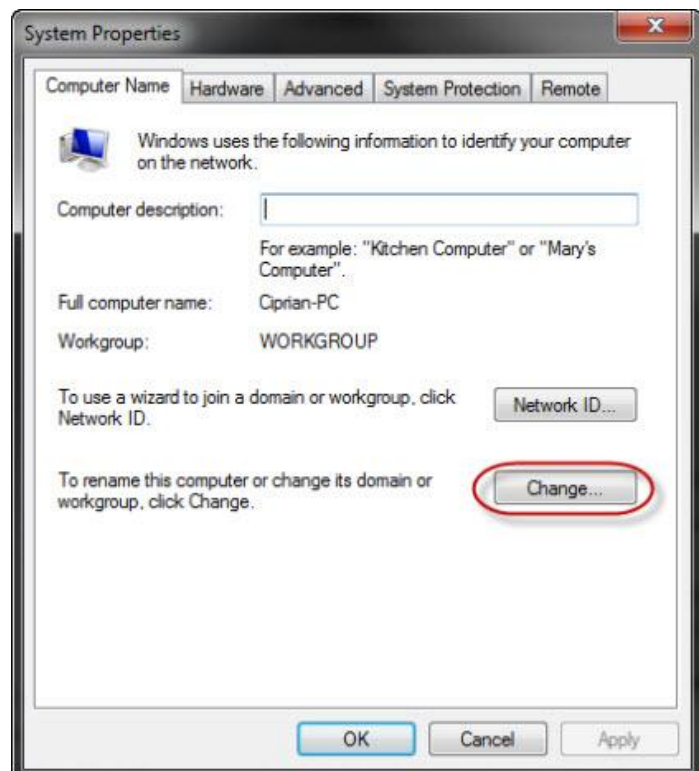 System Properties
Computer Name Hardware Advanced System Protection Remote
Windows uses the following information to identify your computer
on the network.
Computer description:
For example: "Kitchen Computer" or "Mary's
Computer".
Full computer name: Ciprian-PC
Workgroup: WORKGROUP
To use a wizard to join a domain or workgroup, click
Network ID.
Network ID...
To rename this computer or change its domain or
workgroup, click Change.
Change...
OK Cancel Apply